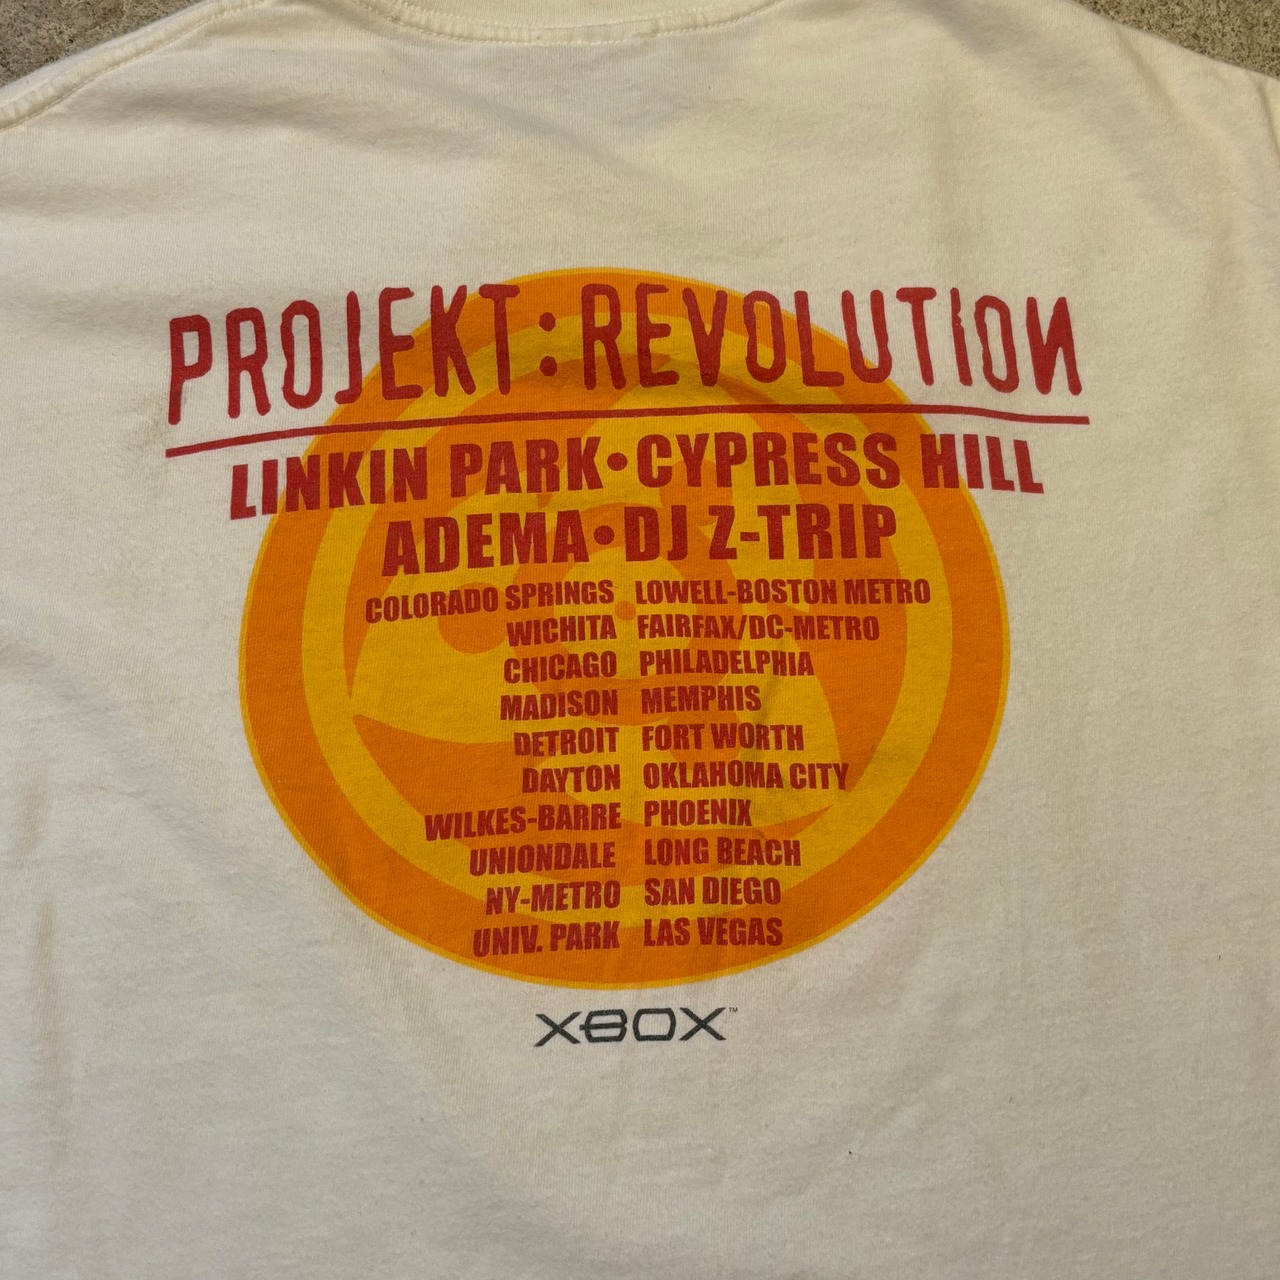 PROJEKT:REVOLUTION
LINKIN PARK•CYPRESS HILL
ADEMA•DJ Z-TRIP
COLORADO SPRINGS LOWELL-BOSTON METRO
WICHITA FAIRFAX/DC-METRO
CHICAGO PHILADELPHIA
MADISON MEMPHIS
DETROIT FORT WORTH
DAYTON OKLAHOMA CITY
WILKES-BARRE PHOENIX
UNIONDALE LONG BEACH
NY-METRO SAN DIEGO
UNIV. PARK LAS VEGAS
XBOX™